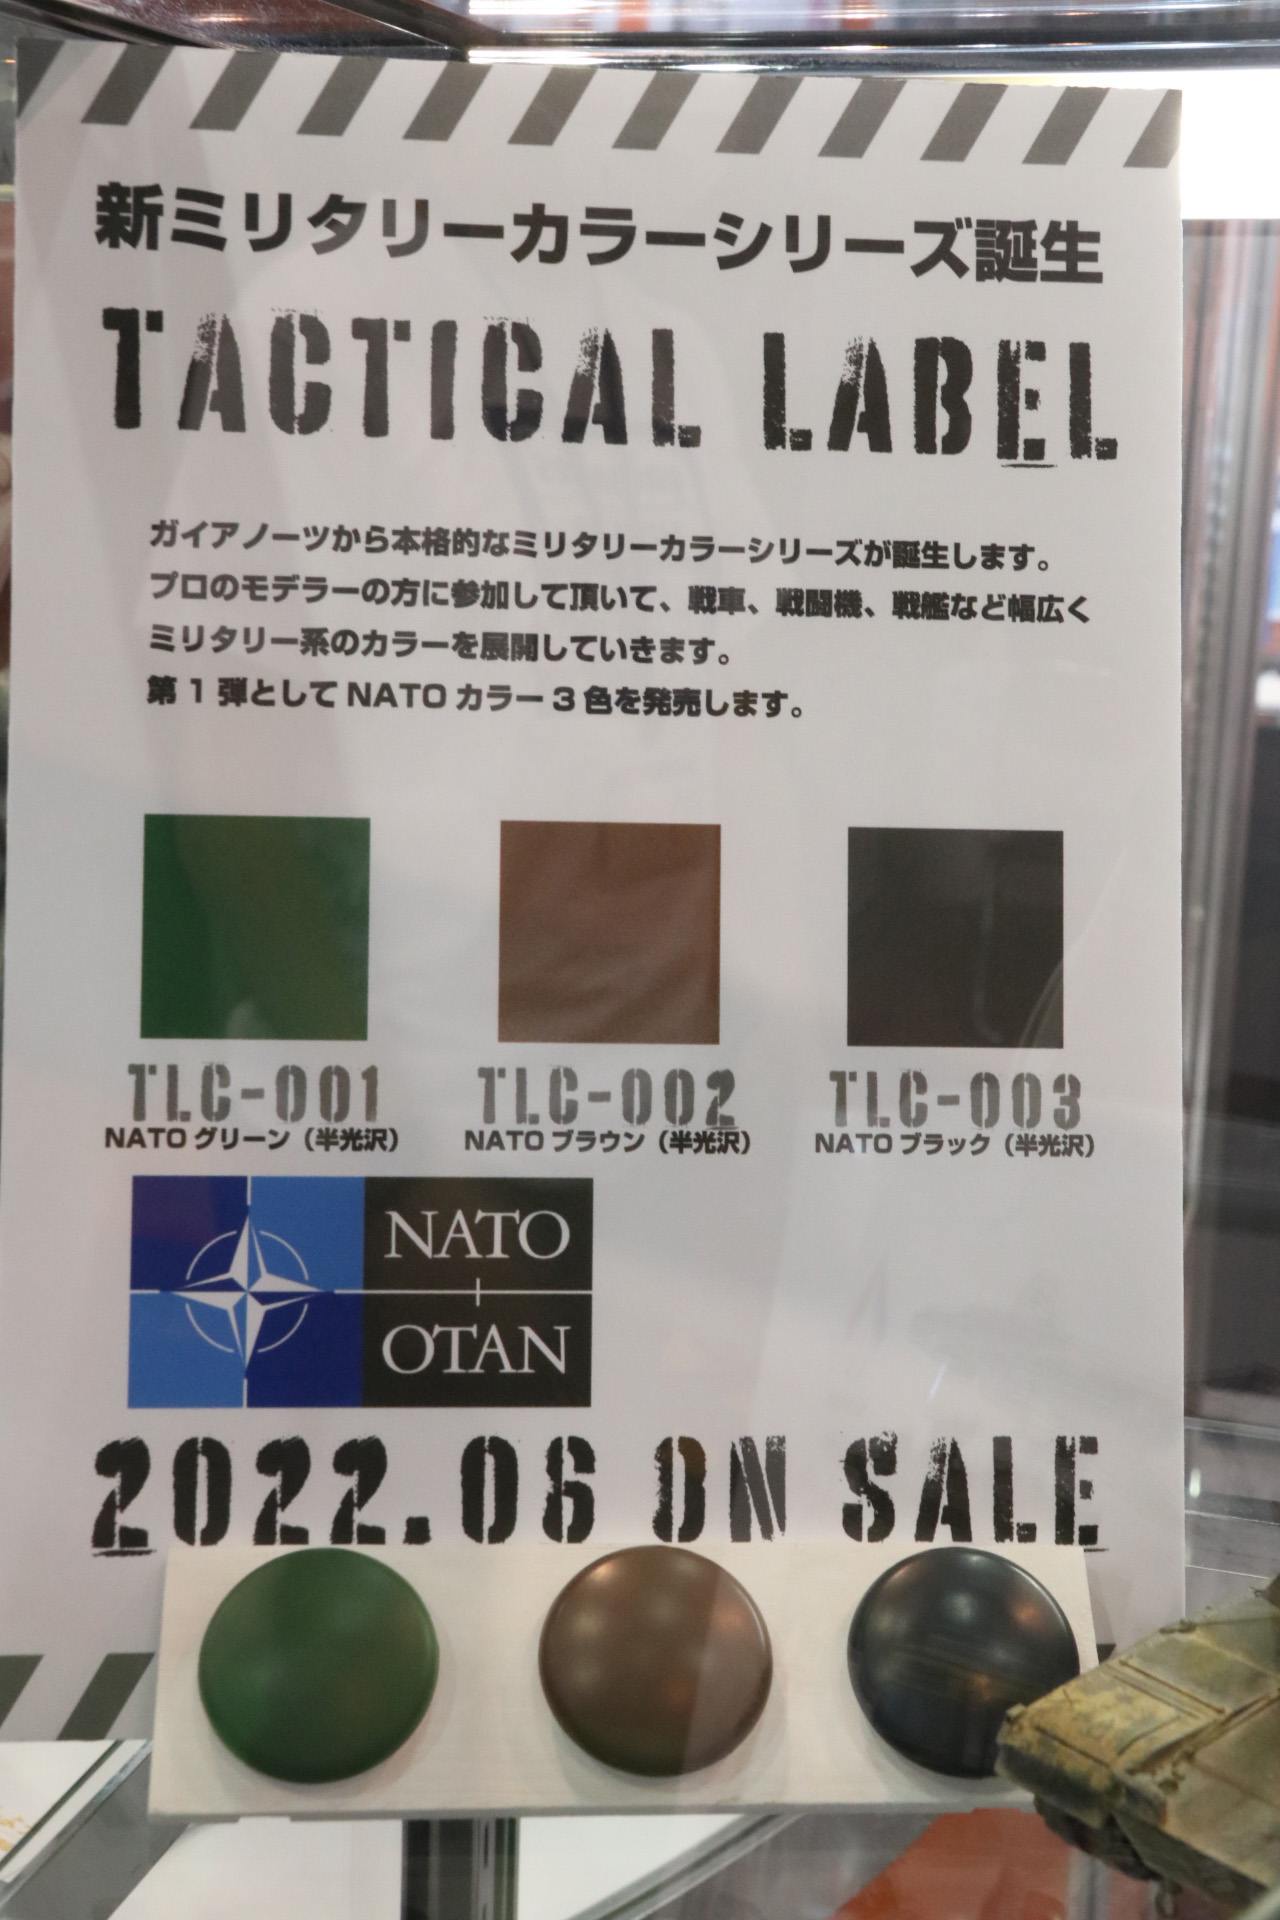 新ミリタリーカラーシリーズ誕生
TACTICAL LABEL
ガイアノーツから本格的なミリタリーカラーシリーズが誕生します。
プロのモデラーの方に参加して頂いて、戦車、戦闘機、戦艦など幅広く
ミリタリー系のカラーを展開していきます。
第1弾としてNATOカラー3色を発売します。
TLC-001 TLC-002 TLC-003
NATOグリーン（半光沢） NATOブラウン（半光沢） NATOブラック（半光沢）
NATO
OTAN
2022.06 ON SALE